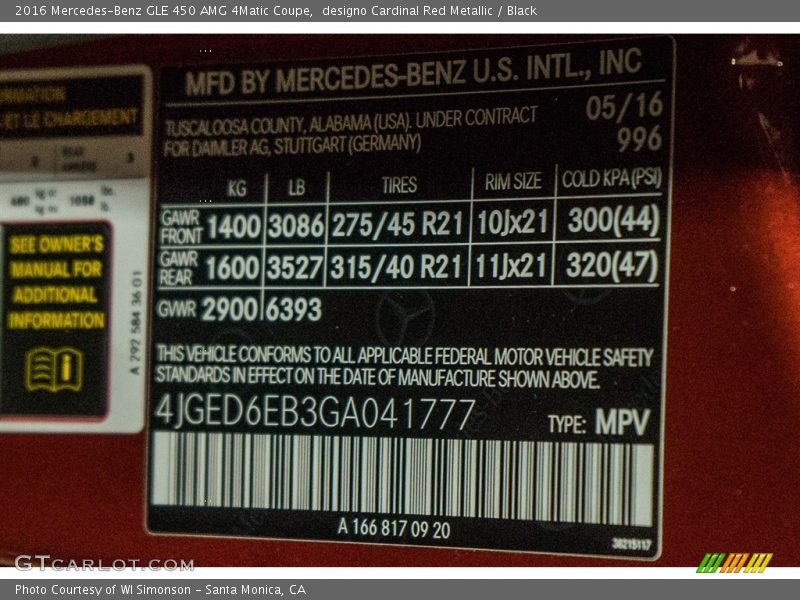 2016 Mercedes-Benz GLE 450 AMG 4Matic Coupe,  designo Cardinal Red Metallic / Black
MFD BY MERCEDES-BENZ U.S. INTL., INC
TUSCALOOSA COUNTY, ALABAMA (USA). UNDER CONTRACT
FOR DAIMLER AG, STUTTGART (GERMANY)
05/16
996
KG LB TIRES RIM SIZE COLD KPA(PSI)
GAWR FRONT 1400 3086 275/45 R21 10Jx21 300(44)
GAWR REAR 1600 3527 315/40 R21 11Jx21 320(47)
GVWR 2900 6393
THIS VEHICLE CONFORMS TO ALL APPLICABLE FEDERAL MOTOR VEHICLE SAFETY
STANDARDS IN EFFECT ON THE DATE OF MANUFACTURE SHOWN ABOVE.
4JGED6EB3GA041777
TYPE: MPV
A 166 817 09 20
ET LE CHARGEMENT
SEE OWNER'S
MANUAL FOR
ADDITIONAL
INFORMATION
A 792 584 36 01
GTCARLOT.COM
Photo Courtesy of WI Simonson - Santa Monica, CA